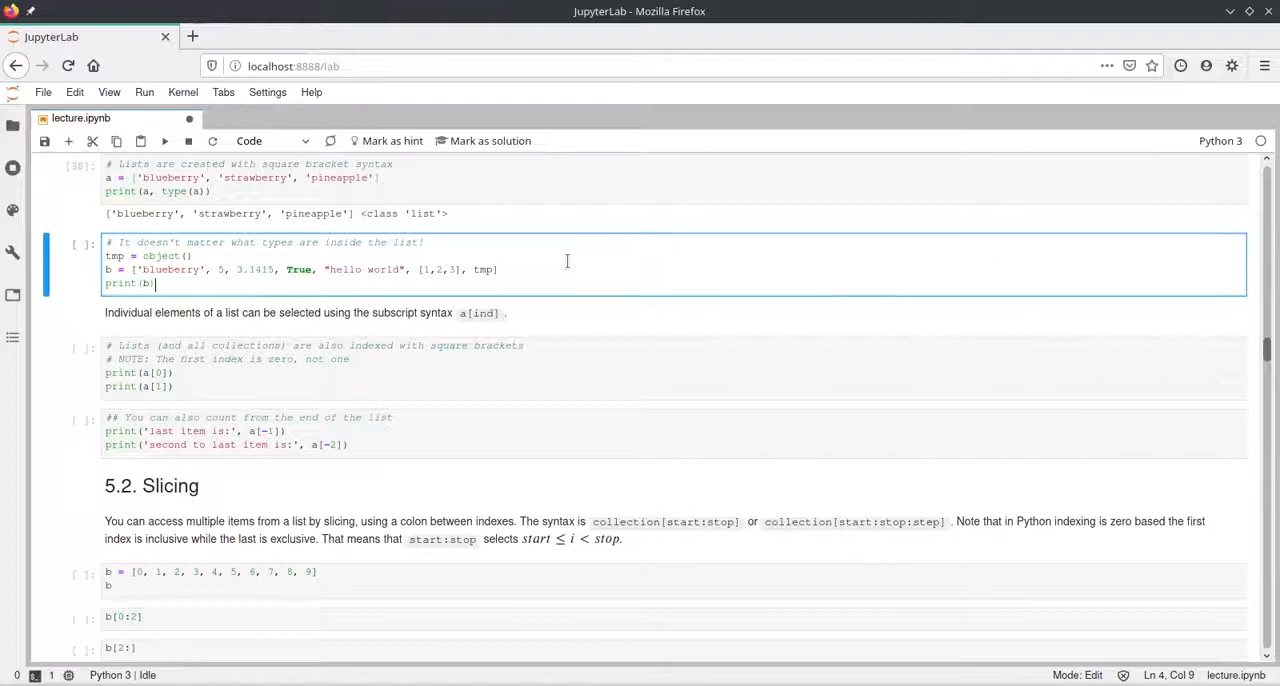 JupyterLab - Mozilla Firefox
JupyterLab
localhost:8888/lab
File Edit View Run Kernel Tabs Settings Help
lecture.ipynb
Code Mark as hint Mark as solution Python 3
[38]: # Lists are created with square bracket syntax
a = ['blueberry', 'strawberry', 'pineapple']
print(a, type(a))
['blueberry', 'strawberry', 'pineapple'] <class 'list'>
[ ]: # It doesn't matter what types are inside the list!
tmp = object()
b = ['blueberry', 5, 3.1415, True, "hello world", [1,2,3], tmp]
print(b)
Individual elements of a list can be selected using the subscript syntax a[ind] .
[ ]: # Lists (and all collections) are also indexed with square brackets
# NOTE: The first index is zero, not one
print(a[0])
print(a[1])
[ ]: ## You can also count from the end of the list
print('last item is:', a[-1])
print('second to last item is:', a[-2])
5.2. Slicing
You can access multiple items from a list by slicing, using a colon between indexes. The syntax is collection[start:stop] or collection[start:stop:step] . Note that in Python indexing is zero based the first
index is inclusive while the last is exclusive. That means that start:stop selects start ≤ i < stop.
[ ]: b = [0, 1, 2, 3, 4, 5, 6, 7, 8, 9]
b
[ ]: b[0:2]
[ ]: b[2:]
0 1 Python 3 | Idle Mode: Edit Ln 4, Col 9 lecture.ipynb